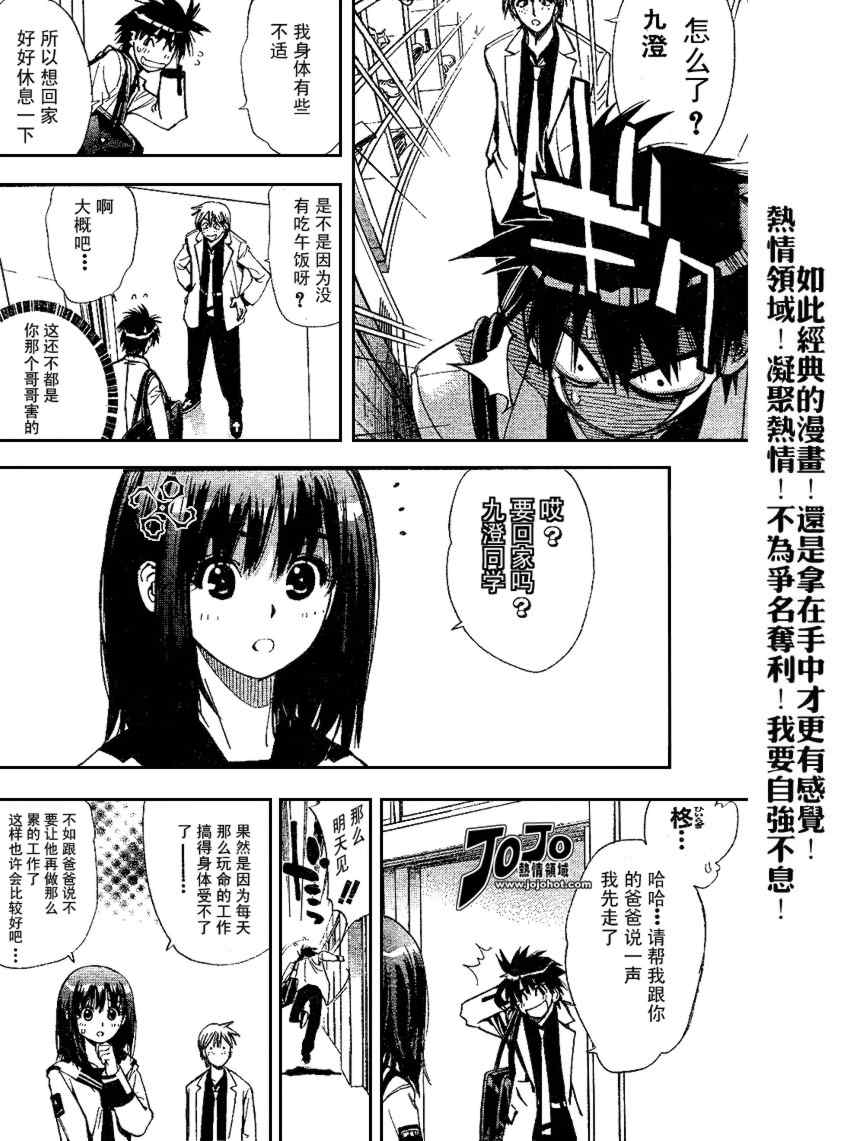 怎么了？
九澄
ギク
我身体有些
不适
所以想回家
好好休息一下
是不是因为没
有吃午饭呀？
啊
大概吧…
这还不都是
你那个哥哥害的
哎？
要回家吗？
九澄同学
柊…
ひいらぎ
哈哈…请帮我跟你
的爸爸说一声
我先走了
JOJO
熱情領域
www.jojohot.com
那么
明天见！！
果然是因为每天
那么玩命的工作
搞得身体受不
了——
不如跟爸爸说不
要让他再做那么
累的工作了
这样也许会比较好吧…
如此經典的漫畫！還是拿在手中才更有感覺！
熱情領域！凝聚熱情！不為爭名奪利！我要自強不息！